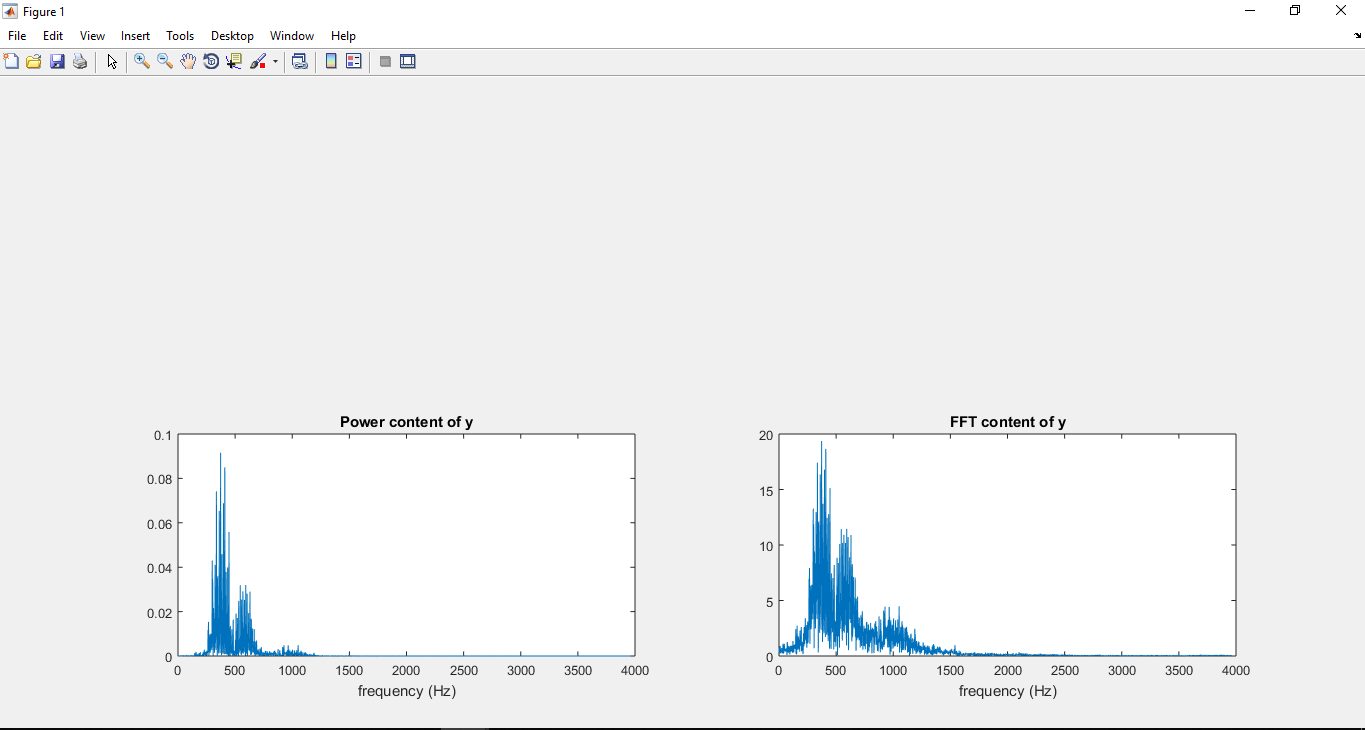 Figure 1
File Edit View Insert Tools Desktop Window Help
Power content of y
0.1
0.08
0.06
0.04
0.02
0
0 500 1000 1500 2000 2500 3000 3500 4000
frequency (Hz)
FFT content of y
20
15
10
5
0
0 500 1000 1500 2000 2500 3000 3500 4000
frequency (Hz)